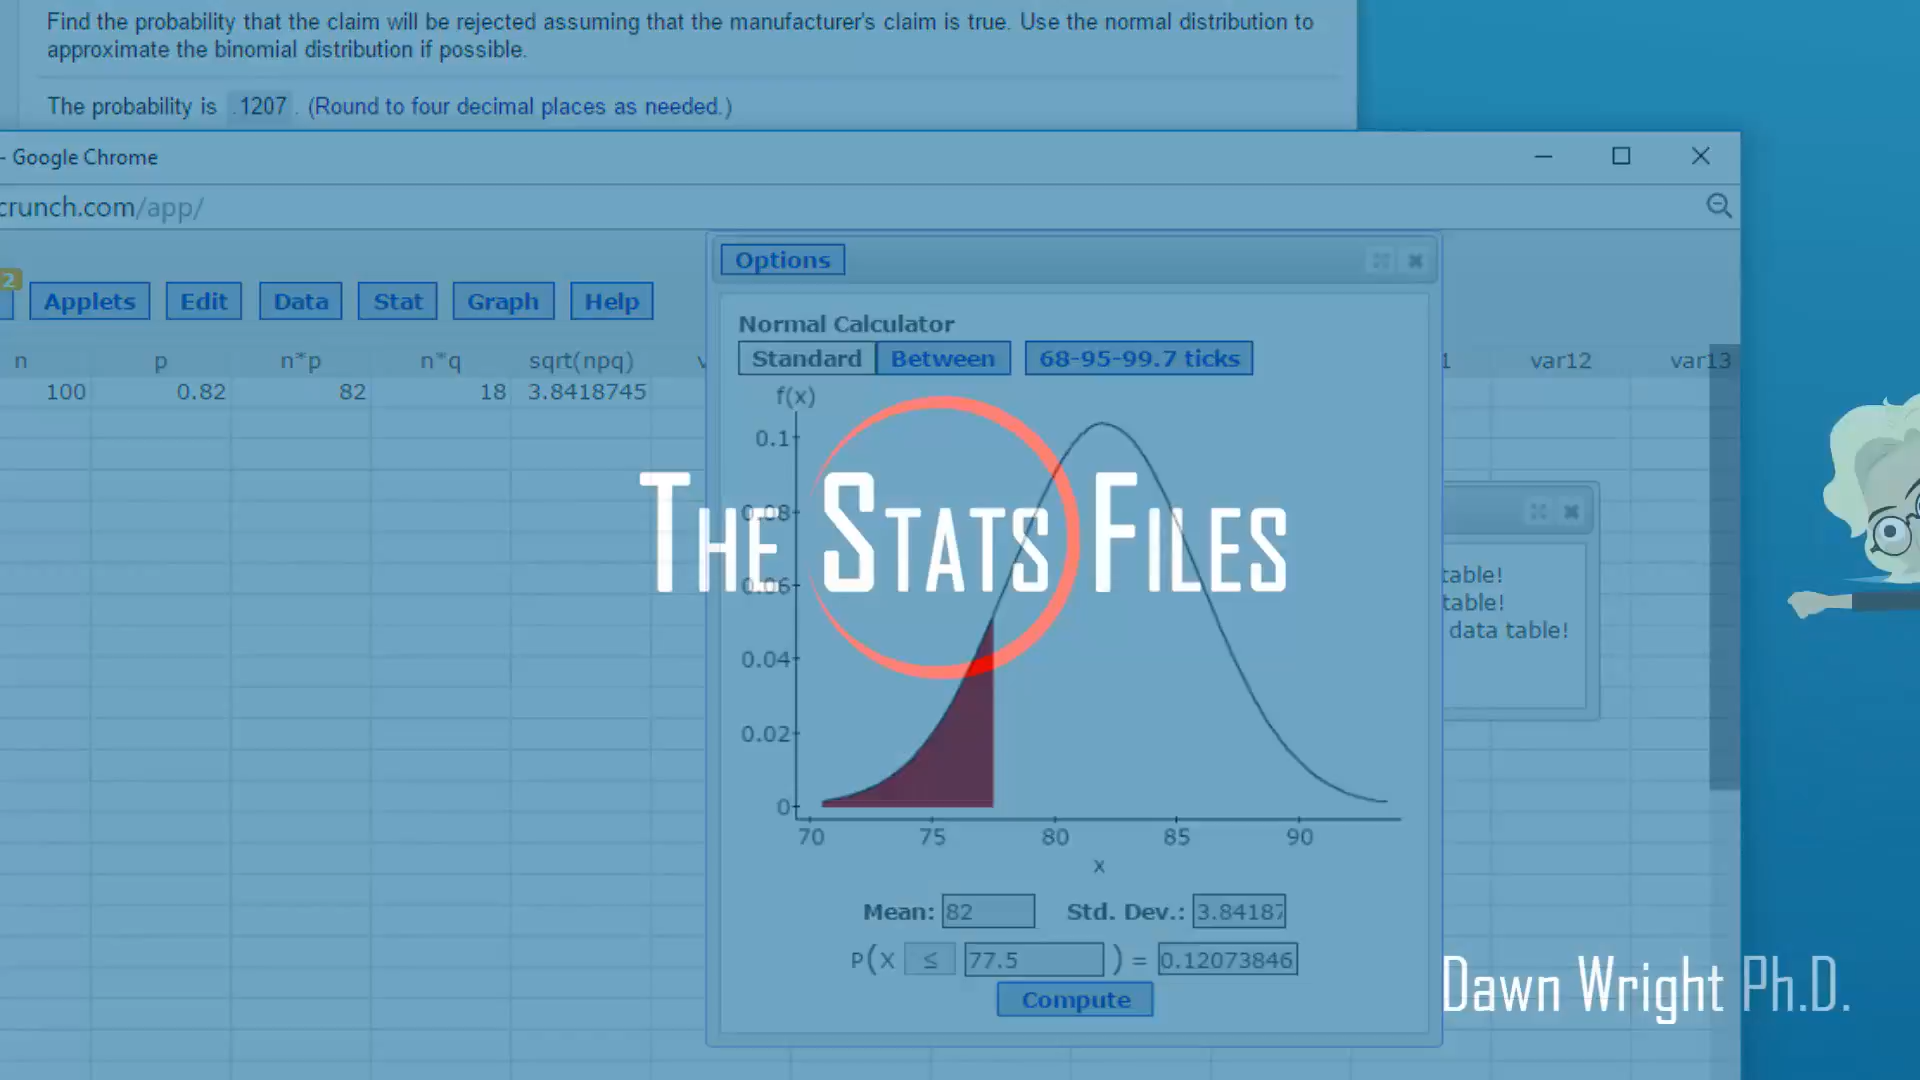 Find the probability that the claim will be rejected assuming that the manufacturer's claim is true. Use the normal distribution to
approximate the binomial distribution if possible.
The probability is .1207. (Round to four decimal places as needed.)
- Google Chrome
crunch.com/app/
Options
2
Applets Edit Data Stat Graph Help
Normal Calculator
Standard Between 68-95-99.7 ticks
n p n*p n*q sqrt(npq) var12 var13
100 0.82 82 18 3.8418745
f(x)
0.1
0.08
0.06
0.04
0.02
0
70 75 80 85 90
x
The Stats Files
table!
table!
data table!
Mean: 82 Std. Dev.: 3.84187
P(X ≤ 77.5 ) = 0.12073846
Compute
Dawn Wright Ph.D.